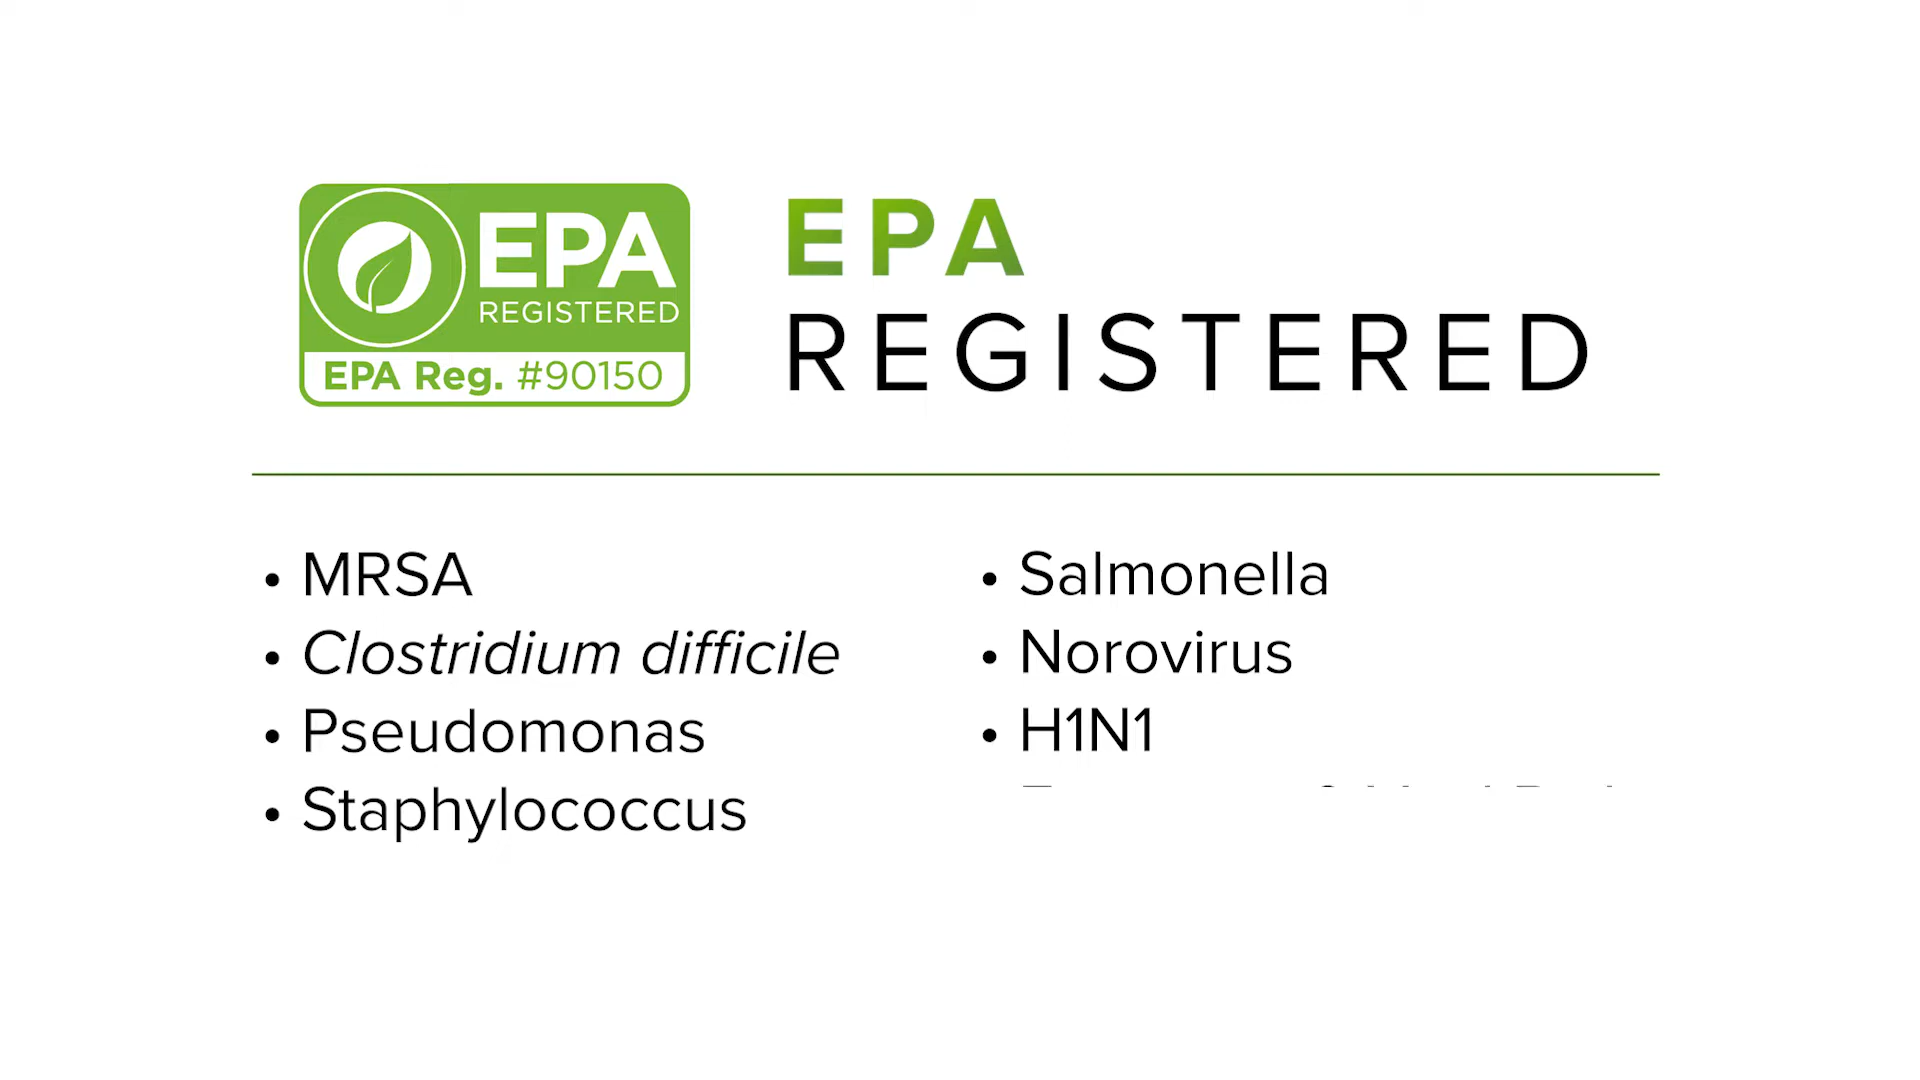 EPA
REGISTERED
EPA Reg. #90150
EPA
REGISTERED
• MRSA
• Clostridium difficile
• Pseudomonas
• Staphylococcus
• Salmonella
• Norovirus
• H1N1